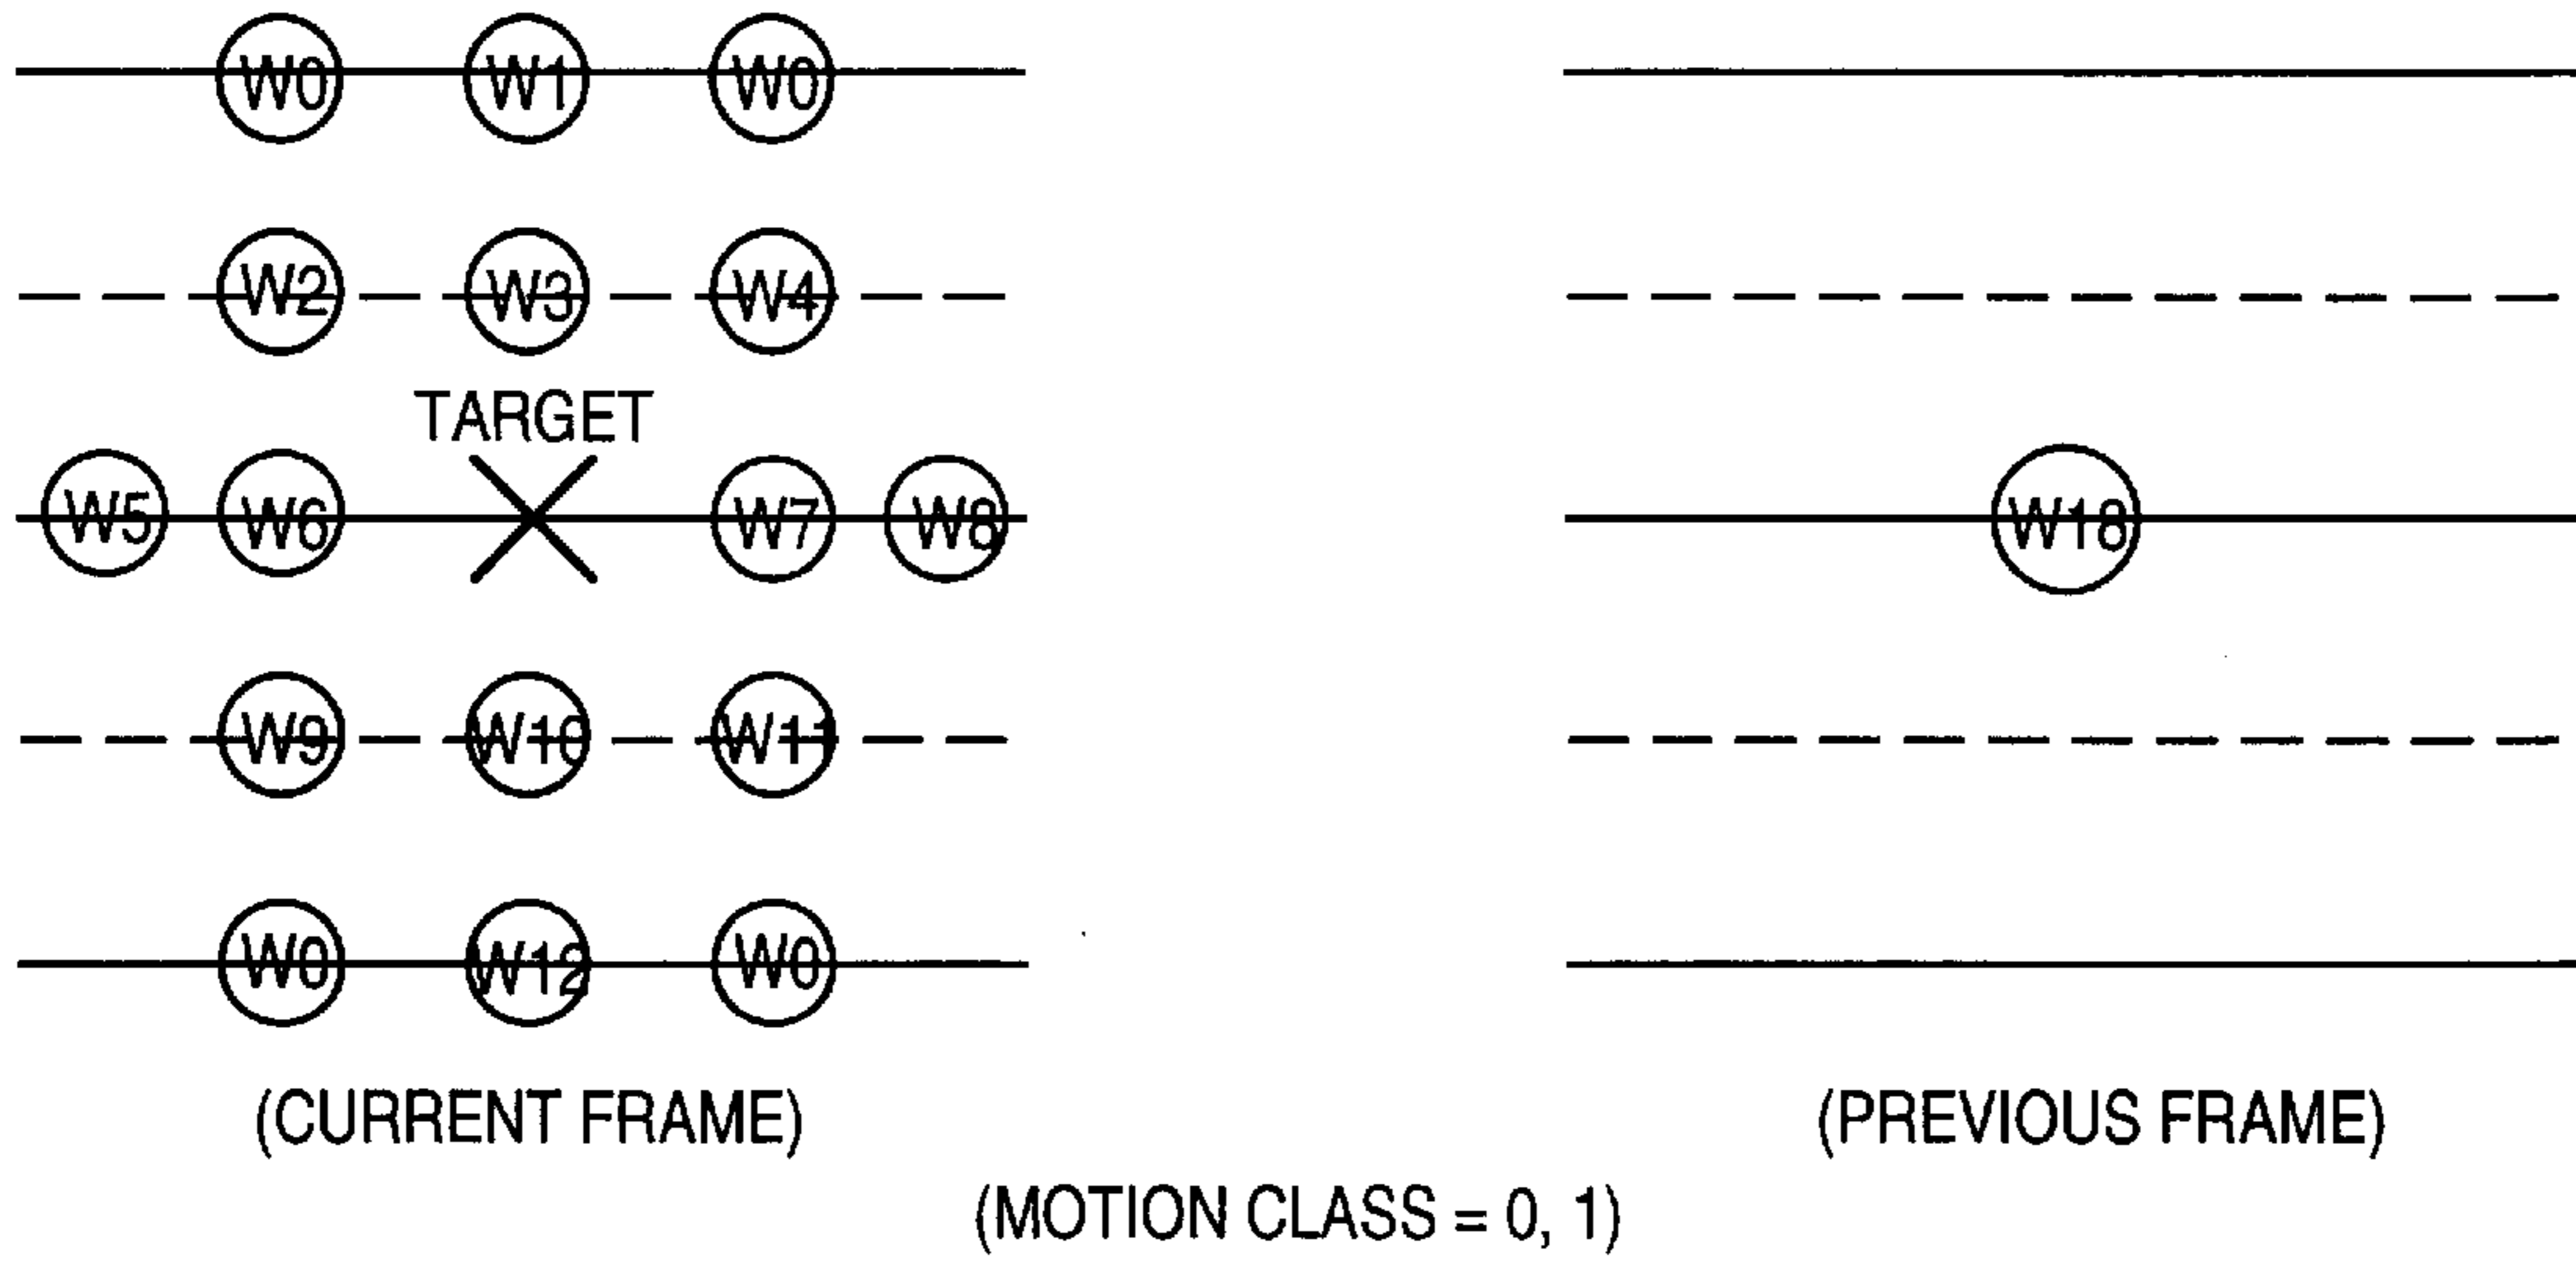 W0 W1 W0
W2 W3 W4
TARGET
W5 W6 W7 W8 W18
W9 W10 W11
W0 W12 W0
(CURRENT FRAME) (PREVIOUS FRAME)
(MOTION CLASS = 0, 1)